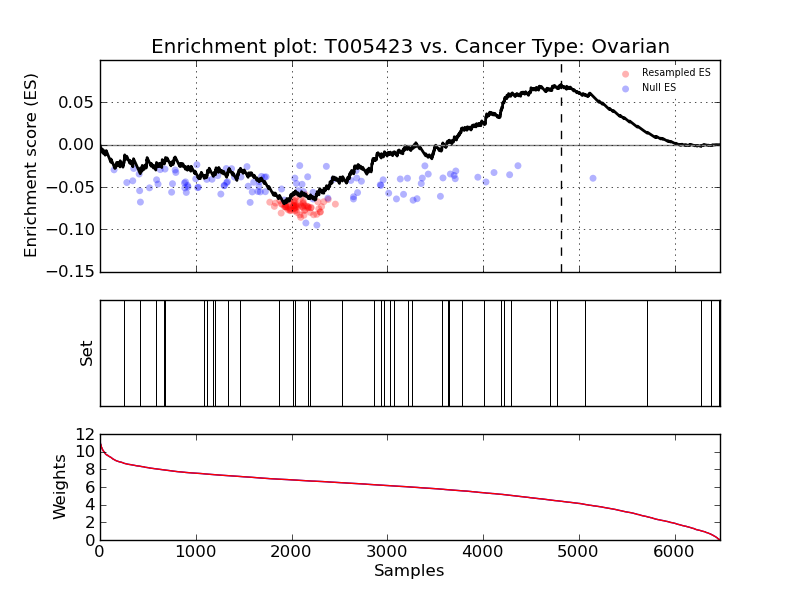 Enrichment plot: T005423 vs. Cancer Type: Ovarian
Enrichment score (ES)
0.05
0.00
−0.05
−0.10
−0.15
Resampled ES
Null ES
Set
Weights
12
10
8
6
4
2
0
0 1000 2000 3000 4000 5000 6000
Samples